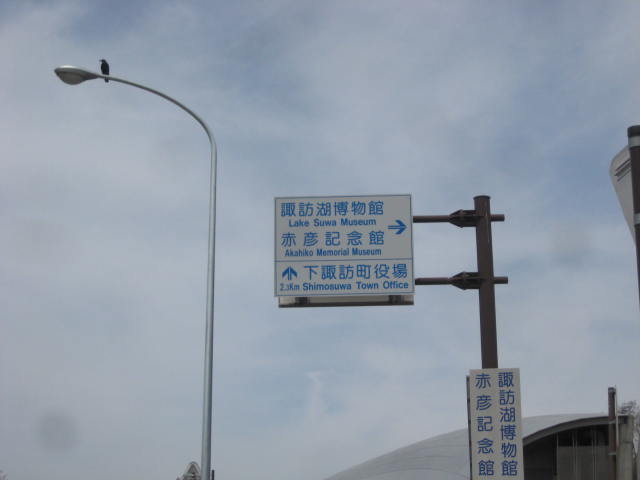 諏訪湖博物館
Lake Suwa Museum
赤彦記念館
Akahiko Memorial Museum
下諏訪町役場
2.3Km Shimosuwa Town Office
諏訪湖博物館
赤彦記念館